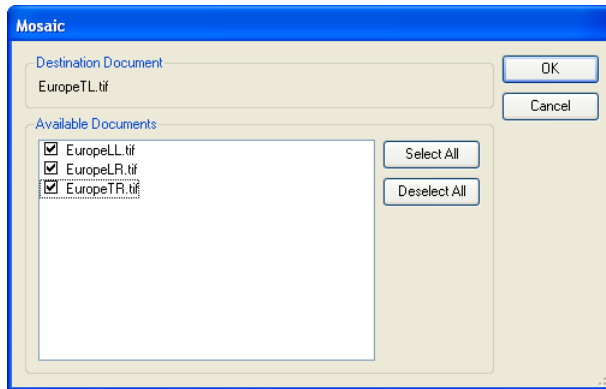 Mosaic
Destination Document
EuropeTL.tif
OK
Cancel
Available Documents
EuropeLL.tif
EuropeLR.tif
EuropeTR.tif
Select All
Deselect All